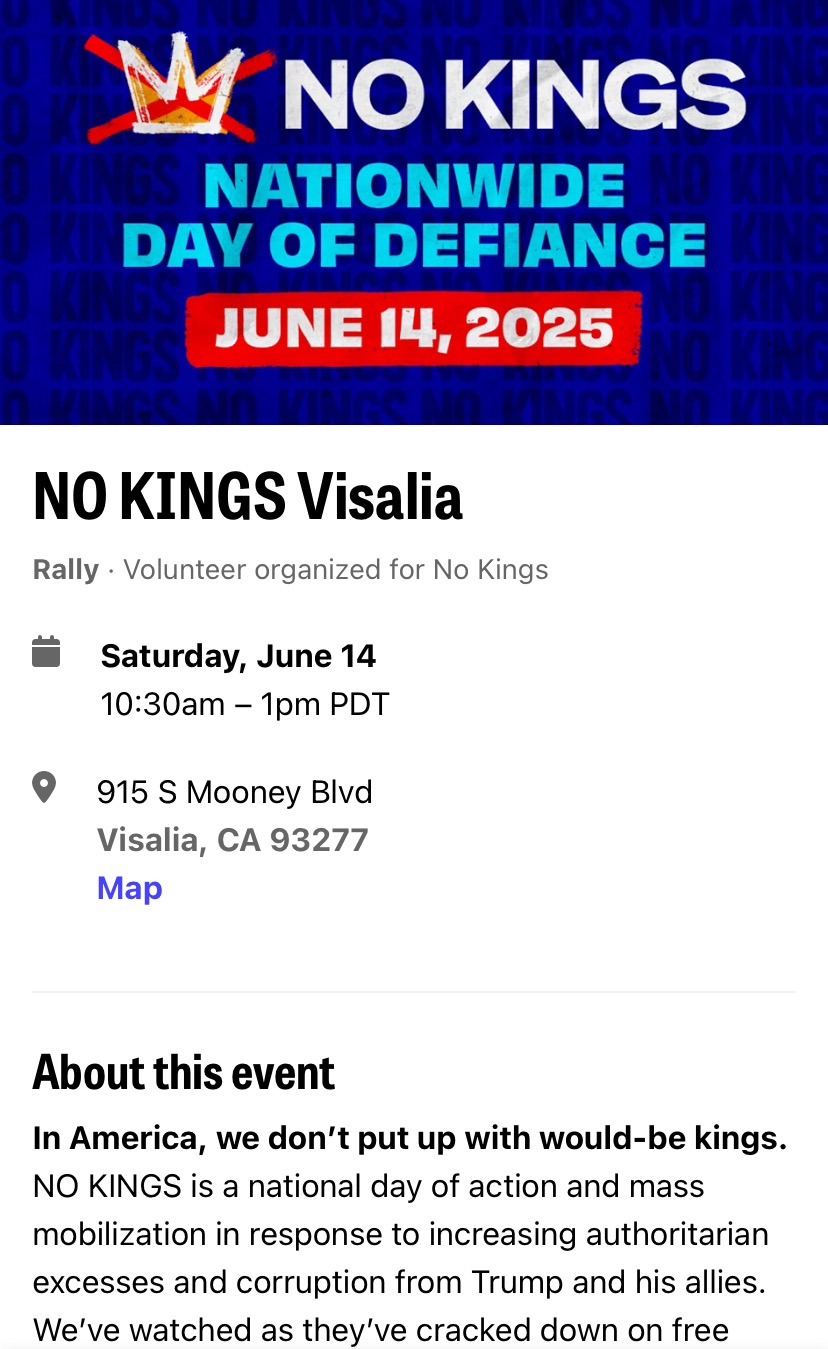 NO KINGS
NATIONWIDE
DAY OF DEFIANCE
JUNE 14, 2025
NO KINGS Visalia
Rally · Volunteer organized for No Kings
Saturday, June 14
10:30am – 1pm PDT
915 S Mooney Blvd
Visalia, CA 93277
Map
About this event
In America, we don’t put up with would-be kings.
NO KINGS is a national day of action and mass
mobilization in response to increasing authoritarian
excesses and corruption from Trump and his allies.
We’ve watched as they’ve cracked down on free